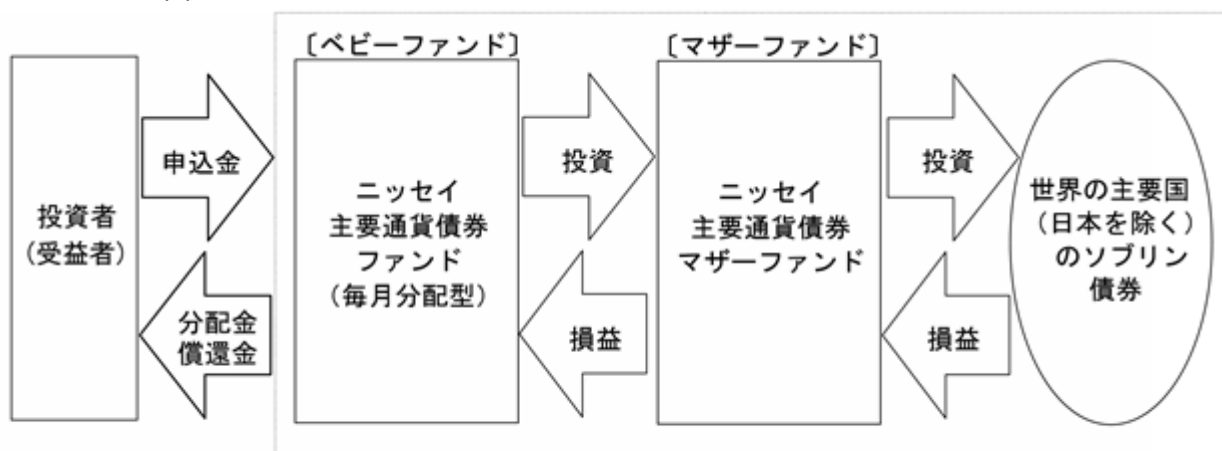 〔ベビーファンド〕
〔マザーファンド〕
投資者
（受益者）
申込金
分配金
償還金
ニッセイ
主要通貨債券
ファンド
（毎月分配型）
投資
損益
ニッセイ
主要通貨債券
マザーファンド
投資
損益
世界の主要国
（日本を除く）
のソブリン
債券